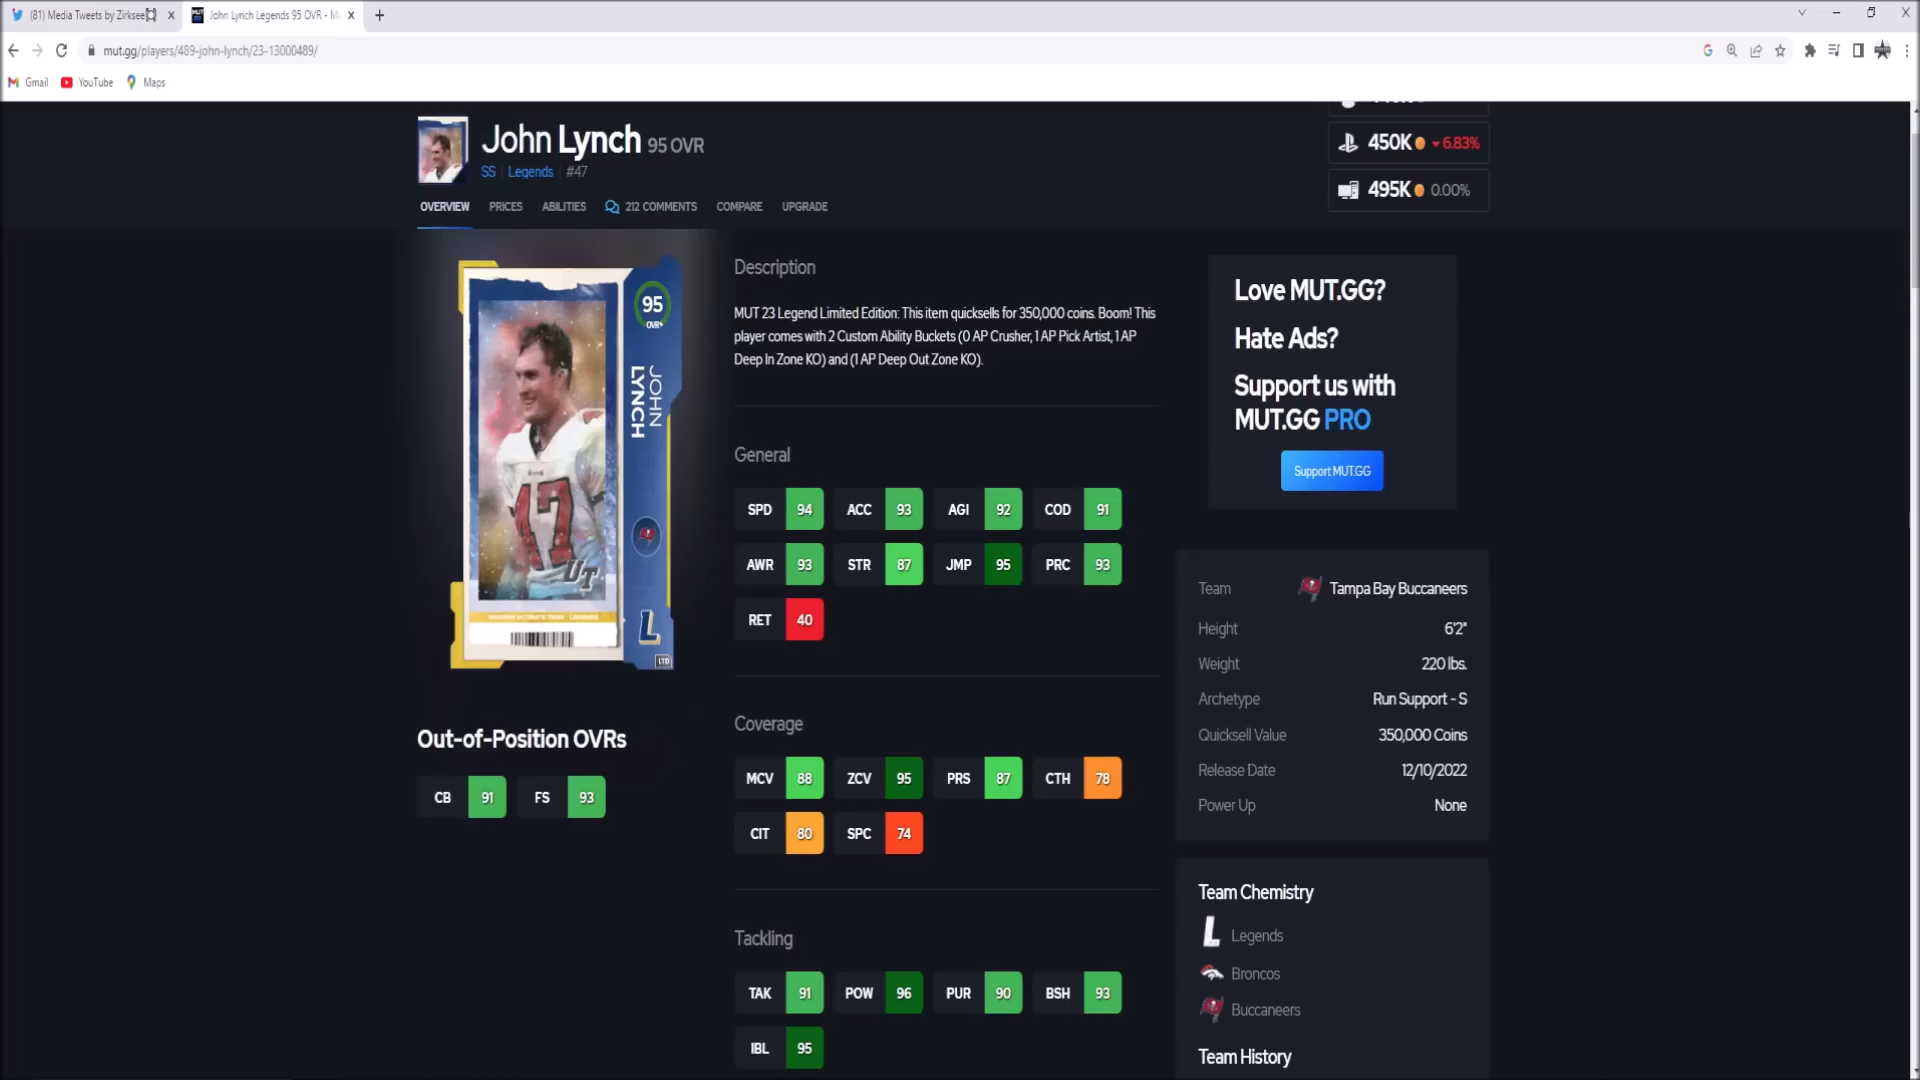 (81) Media Tweets by Zirksee
John Lynch Legends 95 OVR - M
mut.gg/players/489-john-lynch/23-13000489/
Gmail YouTube Maps
John Lynch 95 OVR
SS Legends #47
450K 6.83%
495K 0.00%
OVERVIEW PRICES ABILITIES 212 COMMENTS COMPARE UPGRADE
95
OVR
JOHN
LYNCH
47
UT
L
LTD
Out-of-Position OVRs
CB 91 FS 93
Description
MUT 23 Legend Limited Edition: This item quicksells for 350,000 coins. Boom! This
player comes with 2 Custom Ability Buckets (0 AP Crusher, 1 AP Pick Artist, 1 AP
Deep In Zone KO) and (1 AP Deep Out Zone KO).
General
SPD 94 ACC 93 AGI 92 COD 91
AWR 93 STR 87 JMP 95 PRC 93
RET 40
Coverage
MCV 88 ZCV 95 PRS 87 CTH 78
CIT 80 SPC 74
Tackling
TAK 91 POW 96 PUR 90 BSH 93
IBL 95
Love MUT.GG?
Hate Ads?
Support us with
MUT.GG PRO
Support MUT.GG
Team Tampa Bay Buccaneers
Height 6'2"
Weight 220 lbs.
Archetype Run Support - S
Quicksell Value 350,000 Coins
Release Date 12/10/2022
Power Up None
Team Chemistry
Legends
Broncos
Buccaneers
Team History